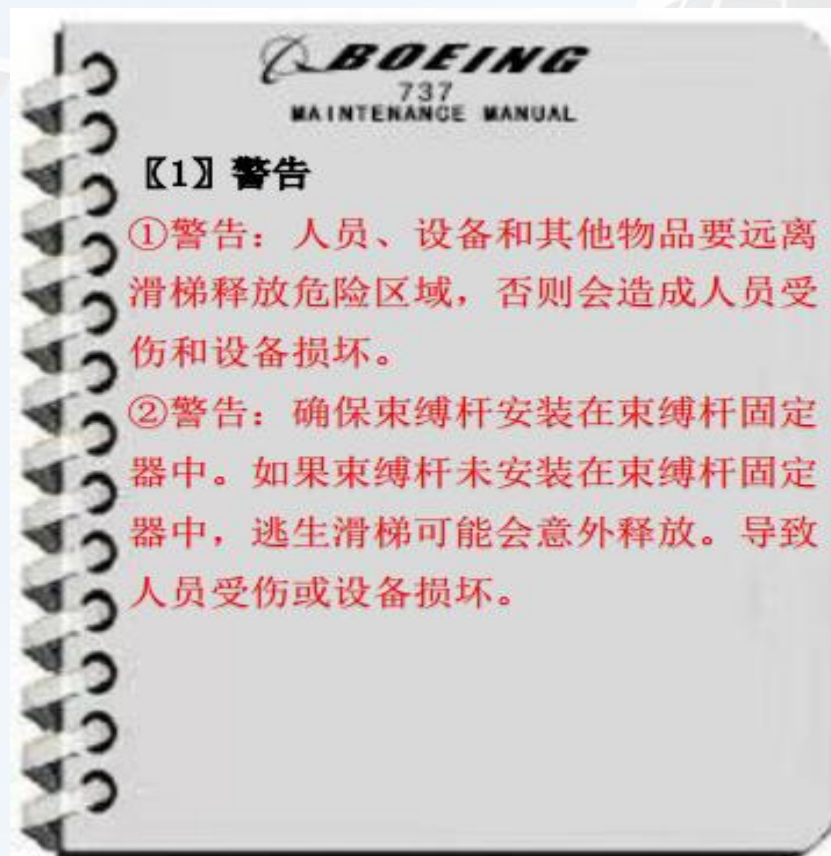 BOEING
737
MAINTENANCE MANUAL
〖1〗警告
①警告：人员、设备和其他物品要远离
滑梯释放危险区域，否则会造成人员受
伤和设备损坏。
②警告：确保束缚杆安装在束缚杆固定
器中。如果束缚杆未安装在束缚杆固定
器中，逃生滑梯可能会意外释放。导致
人员受伤或设备损坏。